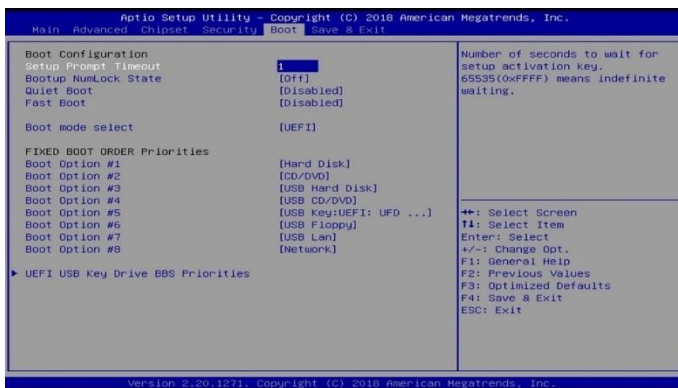 Aptio Setup Utility – Copyright (C) 2018 American Megatrends, Inc.
Main Advanced Chipset Security Boot Save & Exit
Boot Configuration
Setup Prompt Timeout 1
Bootup NumLock State [Off]
Quiet Boot [Disabled]
Fast Boot [Disabled]
Boot mode select [UEFI]
FIXED BOOT ORDER Priorities
Boot Option #1 [Hard Disk]
Boot Option #2 [CD/DVD]
Boot Option #3 [USB Hard Disk]
Boot Option #4 [USB CD/DVD]
Boot Option #5 [USB Key:UEFI: UFD ...]
Boot Option #6 [USB Floppy]
Boot Option #7 [USB Lan]
Boot Option #8 [Network]
▶ UEFI USB Key Drive BBS Priorities
Number of seconds to wait for
setup activation key.
65535(0xFFFF) means indefinite
waiting.
→←: Select Screen
↑↓: Select Item
Enter: Select
+/-: Change Opt.
F1: General Help
F2: Previous Values
F3: Optimized Defaults
F4: Save & Exit
ESC: Exit
Version 2.20.1271. Copyright (C) 2018 American Megatrends, Inc.